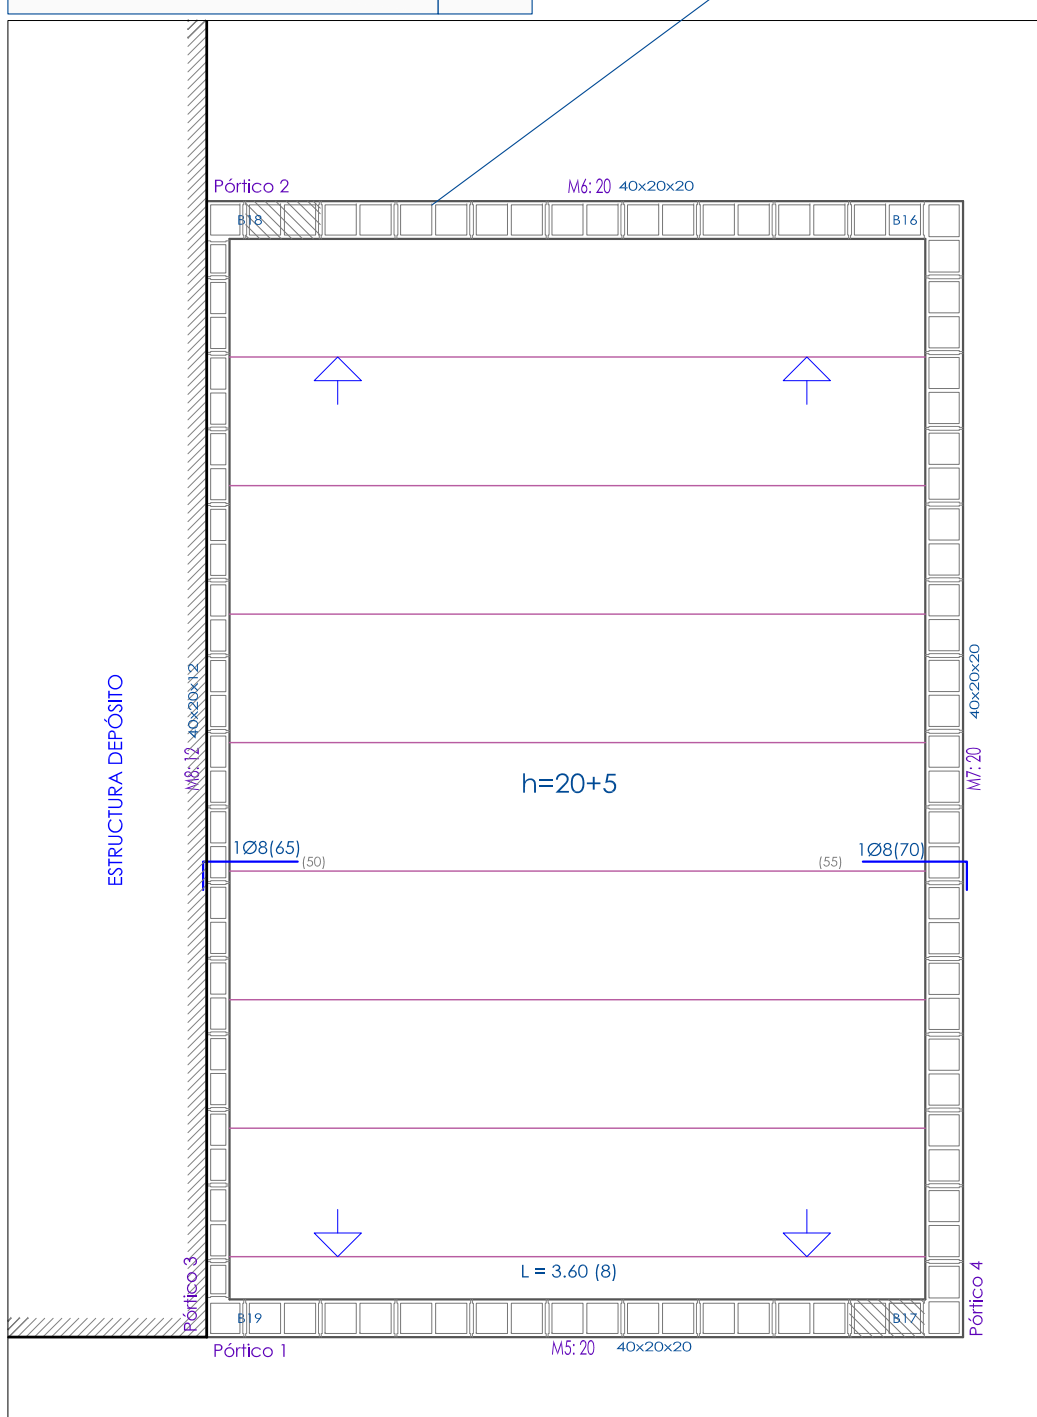 Pórtico 2
M6: 20 40x20x20
B18
B16
ESTRUCTURA DEPÓSITO
M8: 12 40x20x12
40x20x20
M7: 20
h=20+5
1Ø8(65)
(50)
(55)
1Ø8(70)
L = 3.60 (8)
Pórtico 3
Pórtico 4
B19
B17
Pórtico 1
M5: 20 40x20x20